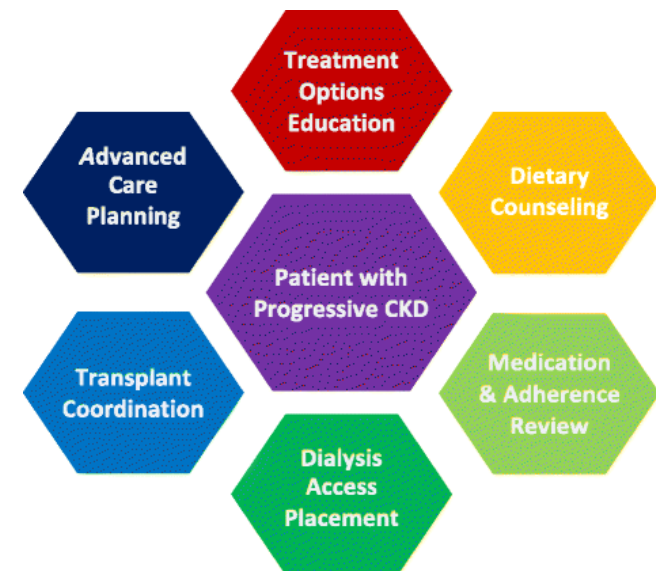 Treatment
Options
Education
Advanced
Care
Planning
Dietary
Counseling
Patient with
Progressive CKD
Transplant
Coordination
Medication
& Adherence
Review
Dialysis
Access
Placement